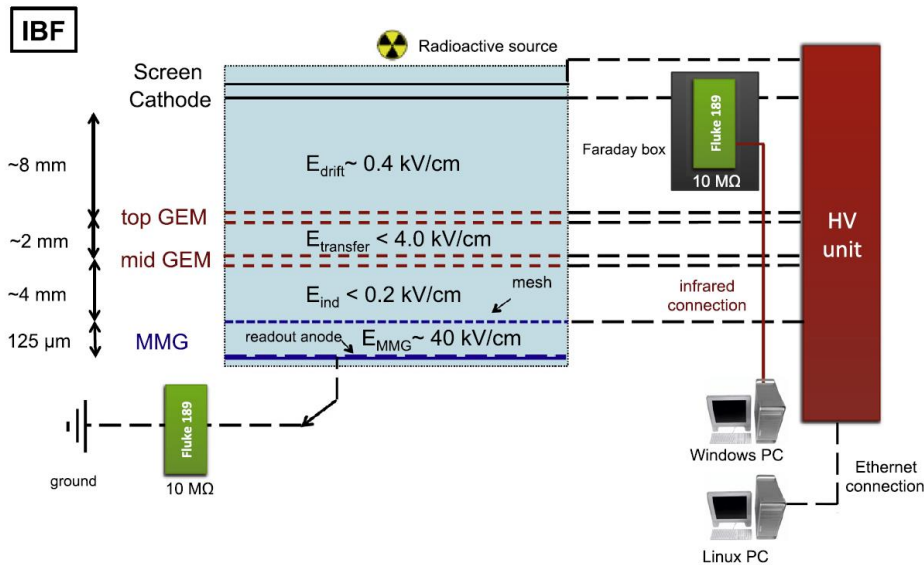 IBF
Radioactive source
Screen
Cathode
Fluke 189
Faraday box
10 MΩ
~8 mm
E_drift~ 0.4 kV/cm
top GEM
HV
unit
~2 mm
E_transfer < 4.0 kV/cm
mid GEM
~4 mm
E_ind < 0.2 kV/cm
mesh
infrared
connection
125 µm
MMG
readout anode
E_MMG~ 40 kV/cm
Fluke 189
ground
10 MΩ
Windows PC
Ethernet
connection
Linux PC